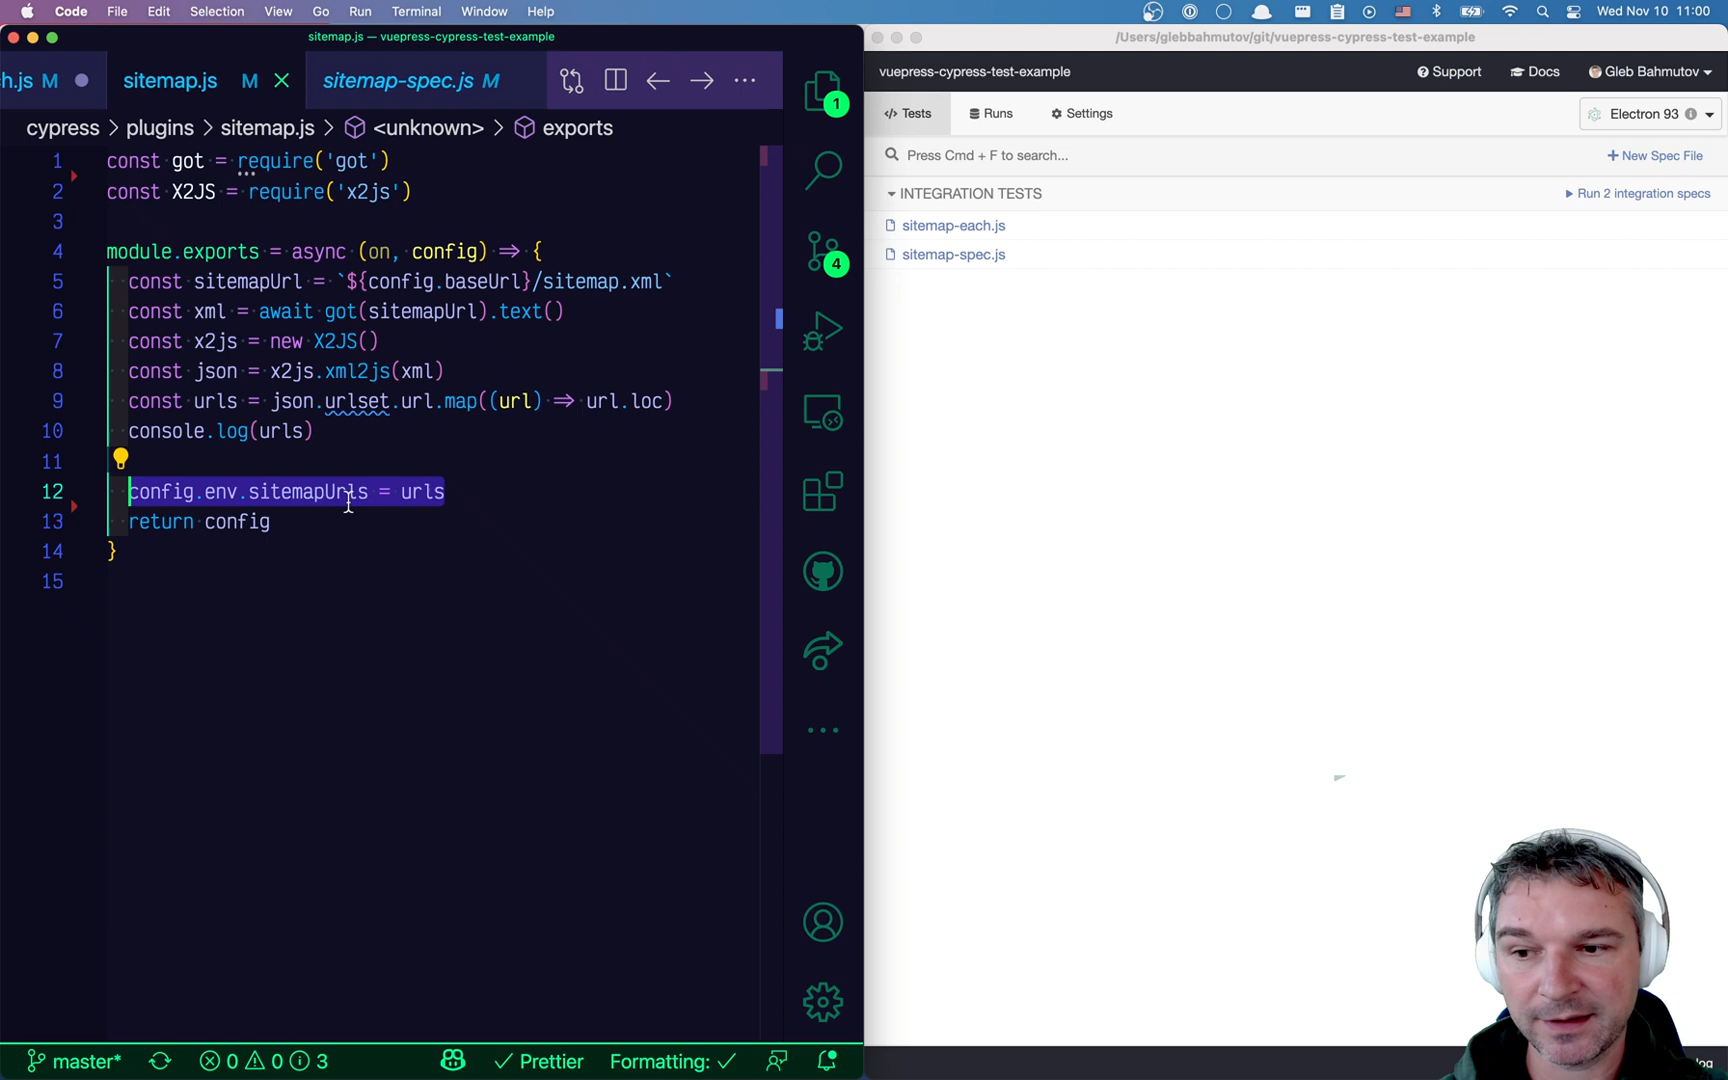 Code File Edit Selection View Go Run Terminal Window Help Wed Nov 10 11:00
sitemap.js — vuepress-cypress-test-example
h.js M sitemap.js M sitemap-spec.js M
cypress > plugins > sitemap.js > <unknown> > exports
1 const got = require('got')
2 const X2JS = require('x2js')
3
4 module.exports = async (on, config) => {
5 const sitemapUrl = `${config.baseUrl}/sitemap.xml`
6 const xml = await got(sitemapUrl).text()
7 const x2js = new X2JS()
8 const json = x2js.xml2js(xml)
9 const urls = json.urlset.url.map((url) => url.loc)
10 console.log(urls)
11
12 config.env.sitemapUrls = urls
13 return config
14 }
15
1
4
master* 0 0 3 Prettier Formatting:
/Users/glebbahmutov/git/vuepress-cypress-test-example
vuepress-cypress-test-example Support Docs Gleb Bahmutov
Tests Runs Settings Electron 93
Press Cmd + F to search... New Spec File
INTEGRATION TESTS Run 2 integration specs
sitemap-each.js
sitemap-spec.js